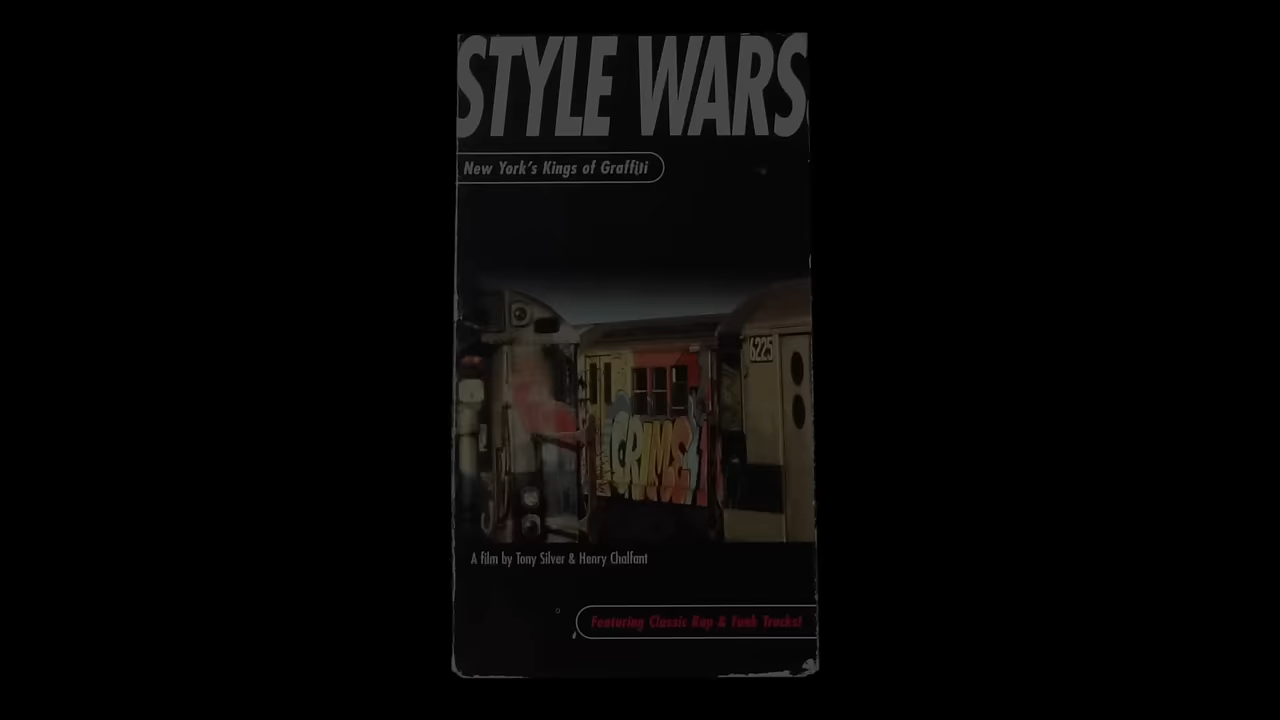 STYLE WARS
New York's Kings of Graffiti
6225
CRIME
A film by Tony Silver & Henry Chalfant
Featuring Classic Rap & Funk Tracks!